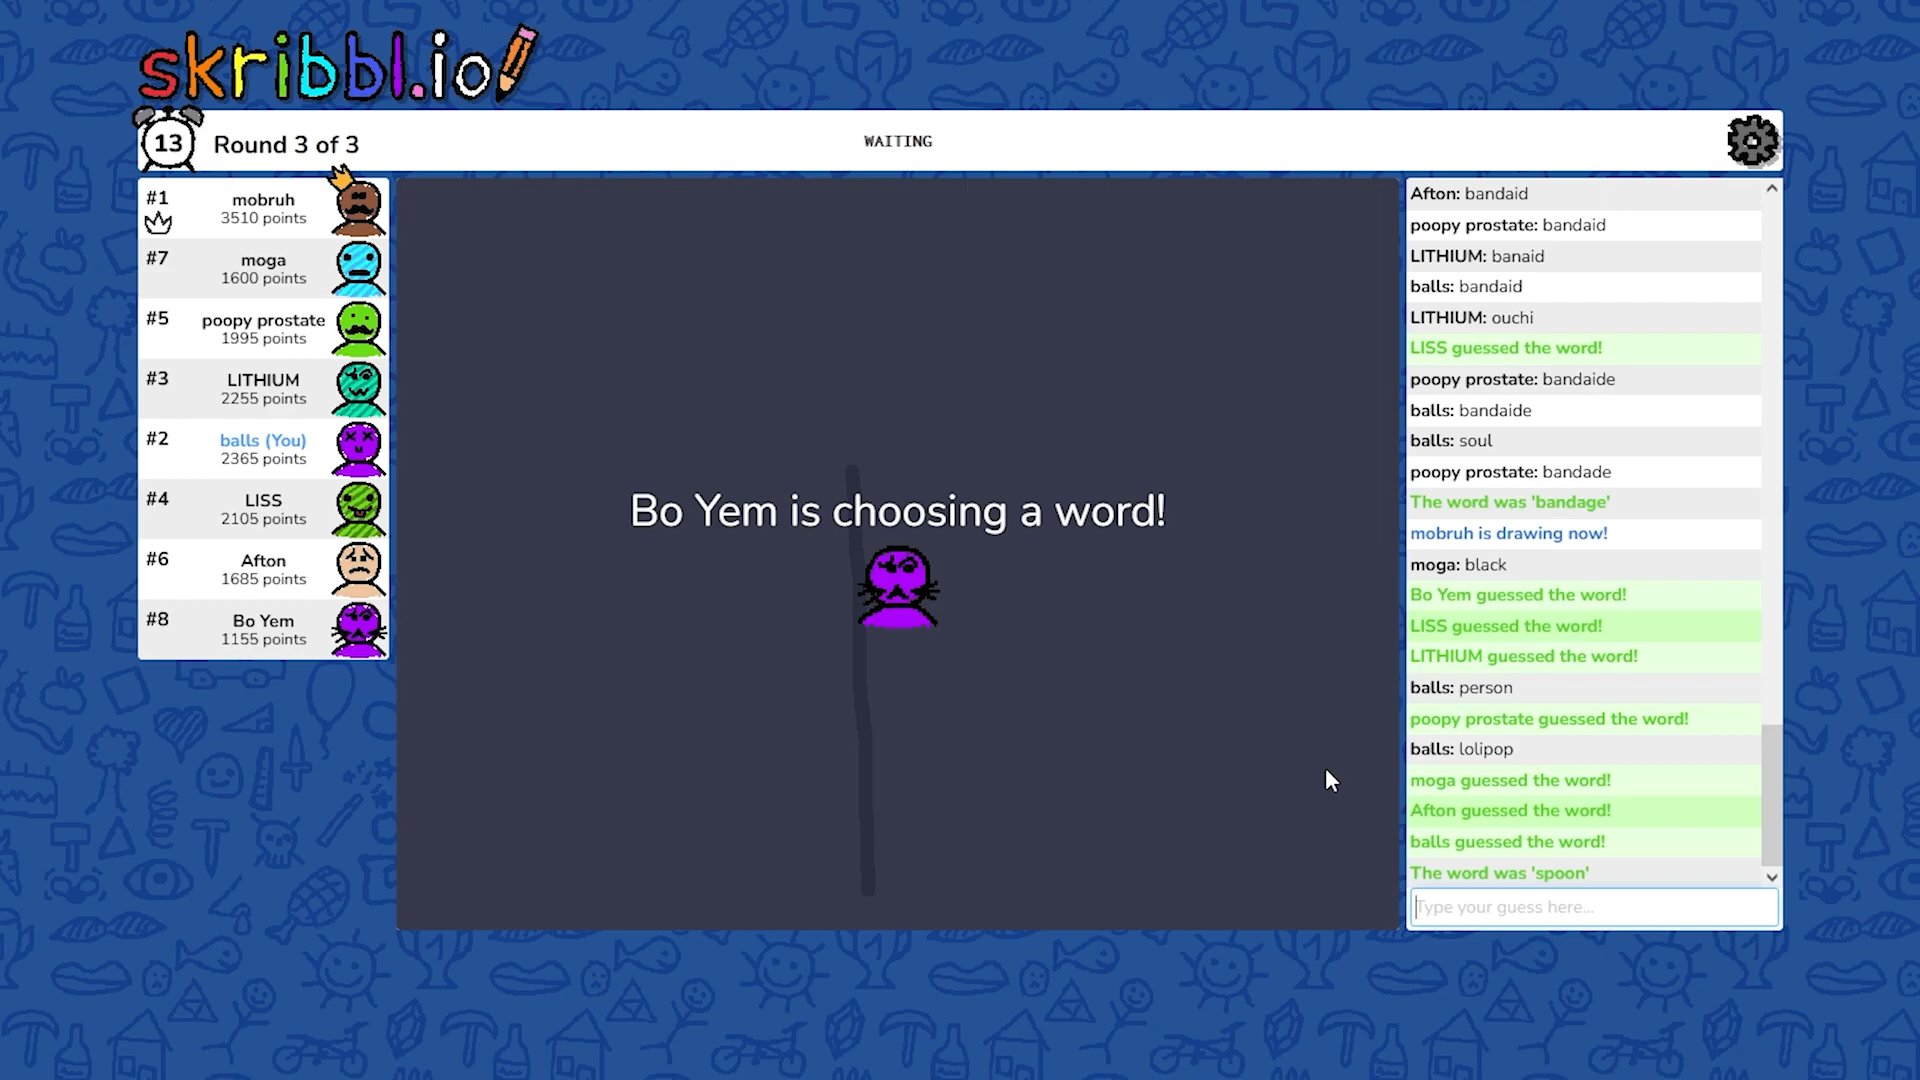 skribbl.io
13
Round 3 of 3
WAITING
#1
mobruh
3510 points
#7
moga
1600 points
#5
poopy prostate
1995 points
#3
LITHIUM
2255 points
#2
balls (You)
2365 points
#4
LISS
2105 points
#6
Afton
1685 points
#8
Bo Yem
1155 points
Bo Yem is choosing a word!
Afton: bandaid
poopy prostate: bandaid
LITHIUM: banaid
balls: bandaid
LITHIUM: ouchi
LISS guessed the word!
poopy prostate: bandaide
balls: bandaide
balls: soul
poopy prostate: bandade
The word was 'bandage'
mobruh is drawing now!
moga: black
Bo Yem guessed the word!
LISS guessed the word!
LITHIUM guessed the word!
balls: person
poopy prostate guessed the word!
balls: lolipop
moga guessed the word!
Afton guessed the word!
balls guessed the word!
The word was 'spoon'
Type your guess here...